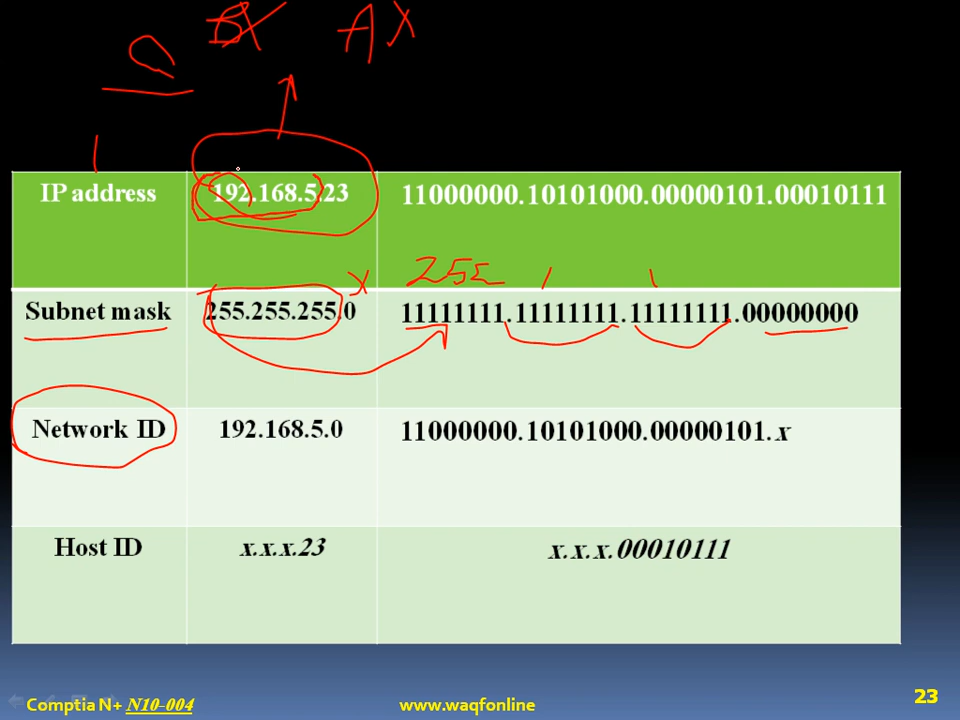 B A X
IP address 192.168.5.23 11000000.10101000.00000101.00010111
X 255
Subnet mask 255.255.255.0 11111111.11111111.11111111.00000000
Network ID 192.168.5.0 11000000.10101000.00000101.x
Host ID x.x.x.23 x.x.x.00010111
Comptia N+ N10-004 www.waqfonline 23